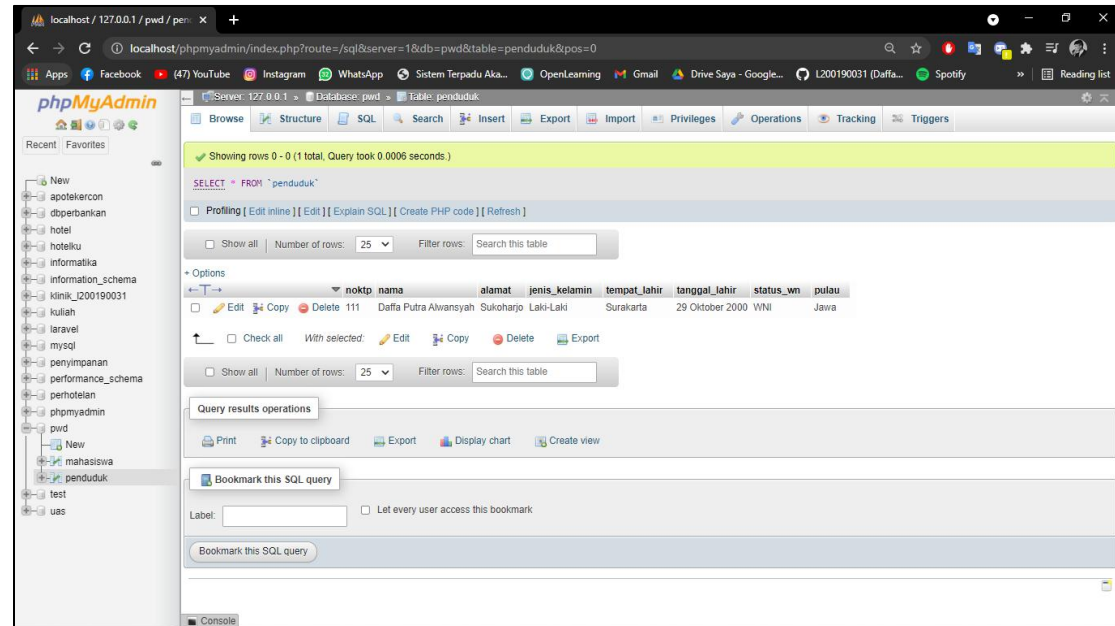 localhost / 127.0.0.1 / pwd / pen
localhost/phpmyadmin/index.php?route=/sql&server=1&db=pwd&table=penduduk&pos=0
Apps Facebook (47) YouTube Instagram WhatsApp Sistem Terpadu Aka... OpenLearning Gmail Drive Saya - Google... L200190031 (Daffa... Spotify » Reading list
phpMyAdmin
Recent Favorites
New
apotekercon
dbperbankan
hotel
hotelku
informatika
information_schema
klinik_l200190031
kuliah
laravel
mysql
penyimpanan
performance_schema
perhotelan
phpmyadmin
pwd
New
mahasiswa
penduduk
test
uas
Server: 127.0.0.1 » Database: pwd » Table: penduduk
Browse Structure SQL Search Insert Export Import Privileges Operations Tracking Triggers
Showing rows 0 - 0 (1 total, Query took 0.0006 seconds.)
SELECT * FROM `penduduk`
Profiling [ Edit inline ] [ Edit ] [ Explain SQL ] [ Create PHP code ] [ Refresh ]
Show all | Number of rows: 25 Filter rows: Search this table
+ Options
←T→ noktp nama alamat jenis_kelamin tempat_lahir tanggal_lahir status_wn pulau
Edit Copy Delete 111 Daffa Putra Alwansyah Sukoharjo Laki-Laki Surakarta 29 Oktober 2000 WNI Jawa
Check all With selected: Edit Copy Delete Export
Show all | Number of rows: 25 Filter rows: Search this table
Query results operations
Print Copy to clipboard Export Display chart Create view
Bookmark this SQL query
Label: Let every user access this bookmark
Bookmark this SQL query
Console